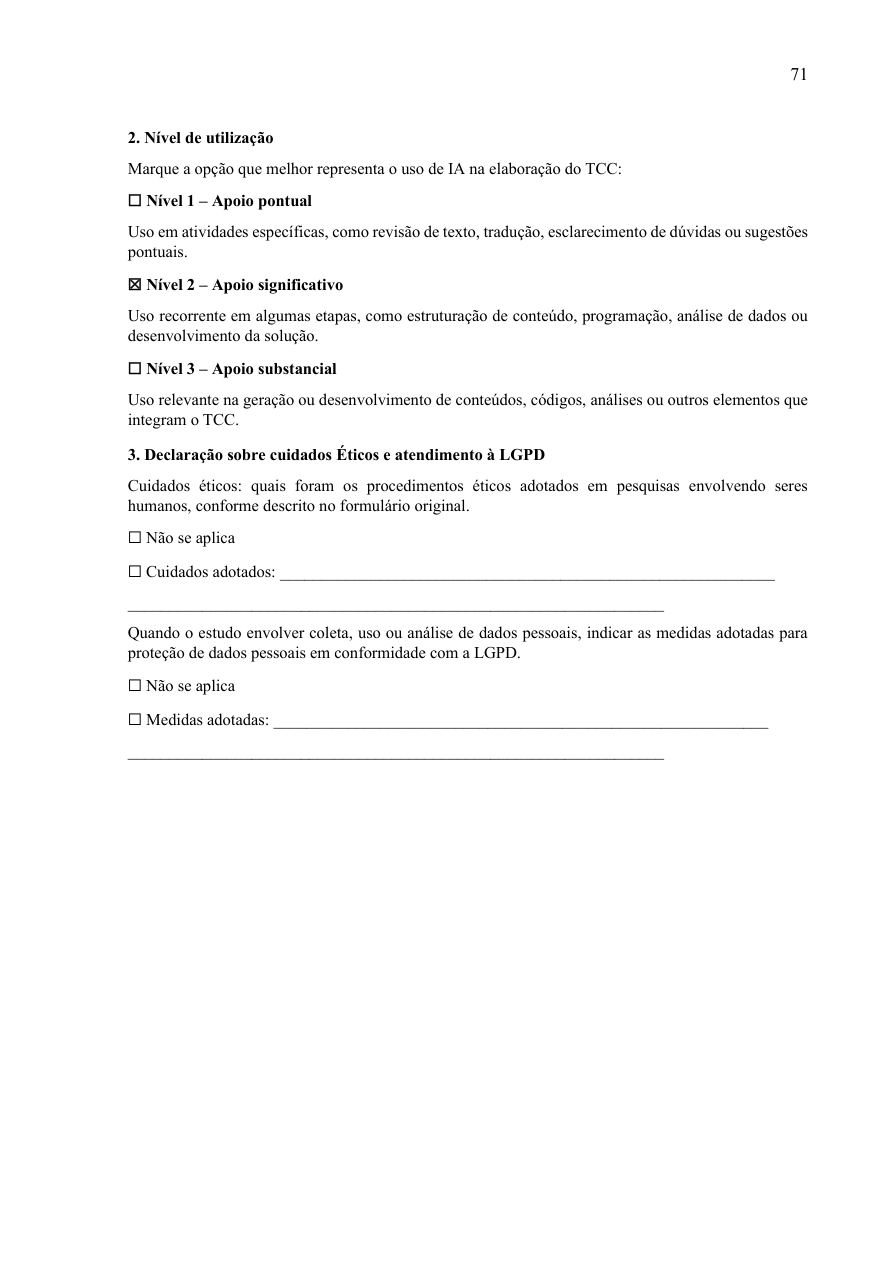 71
2. Nível de utilização
Marque a opção que melhor representa o uso de IA na elaboração do TCC:
☐ Nível 1 – Apoio pontual
Uso em atividades específicas, como revisão de texto, tradução, esclarecimento de dúvidas ou sugestões
pontuais.
☒ Nível 2 – Apoio significativo
Uso recorrente em algumas etapas, como estruturação de conteúdo, programação, análise de dados ou
desenvolvimento da solução.
☐ Nível 3 – Apoio substancial
Uso relevante na geração ou desenvolvimento de conteúdos, códigos, análises ou outros elementos que
integram o TCC.
3. Declaração sobre cuidados Éticos e atendimento à LGPD
Cuidados éticos: quais foram os procedimentos éticos adotados em pesquisas envolvendo seres
humanos, conforme descrito no formulário original.
☐ Não se aplica
☐ Cuidados adotados: ____________________________________________________________
_________________________________________________________________
Quando o estudo envolver coleta, uso ou análise de dados pessoais, indicar as medidas adotadas para
proteção de dados pessoais em conformidade com a LGPD.
☐ Não se aplica
☐ Medidas adotadas: ____________________________________________________________
_________________________________________________________________